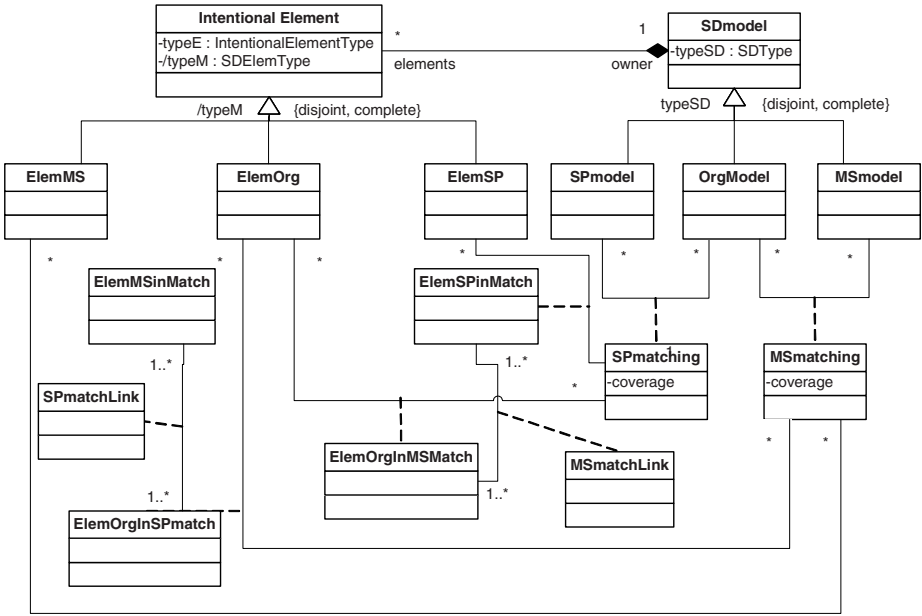 Intentional Element
-typeE : IntentionalElementType
-/typeM : SDElemType
*
elements
1
owner
SDmodel
-typeSD : SDType
/typeM
{disjoint, complete}
typeSD
{disjoint, complete}
ElemMS
ElemOrg
ElemSP
SPmodel
OrgModel
MSmodel
*
*
*
*
*
*
*
*
ElemMSinMatch
ElemSPinMatch
1..*
1..*
SPmatching
1
-coverage
MSmatching
-coverage
SPmatchLink
*
*
*
ElemOrgInMSMatch
MSmatchLink
1..*
1..*
ElemOrgInSPmatch